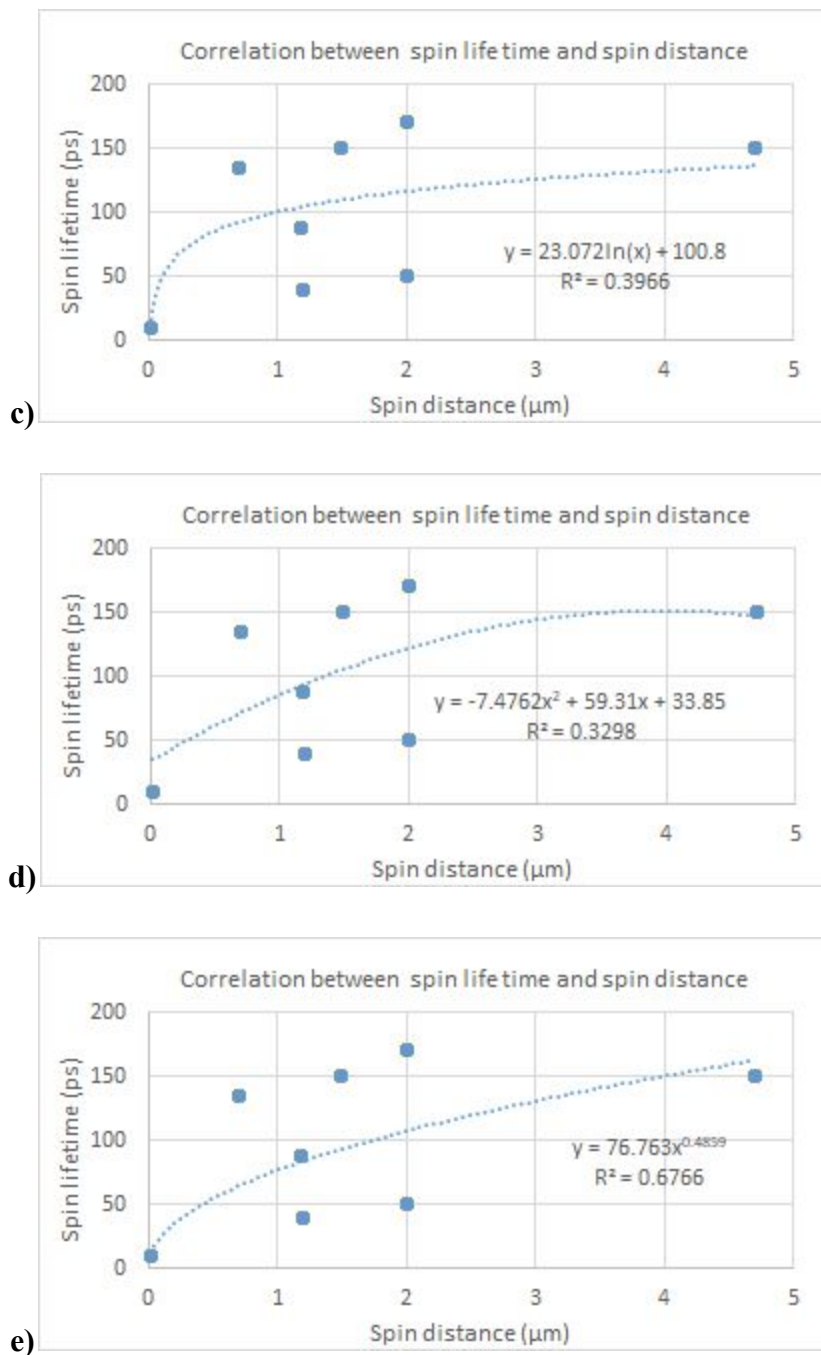 Correlation between spin life time and spin distance
200
150
100
50
0
Spin lifetime (ps)
y = 23.072ln(x) + 100.8
R² = 0.3966
0 1 2 3 4 5
Spin distance (μm)
c)
Correlation between spin life time and spin distance
200
150
100
50
0
Spin lifetime (ps)
y = -7.4762x² + 59.31x + 33.85
R² = 0.3298
0 1 2 3 4 5
Spin distance (μm)
d)
Correlation between spin life time and spin distance
200
150
100
50
0
Spin lifetime (ps)
y = 76.763x^0.4859
R² = 0.6766
0 1 2 3 4 5
Spin distance (μm)
e)